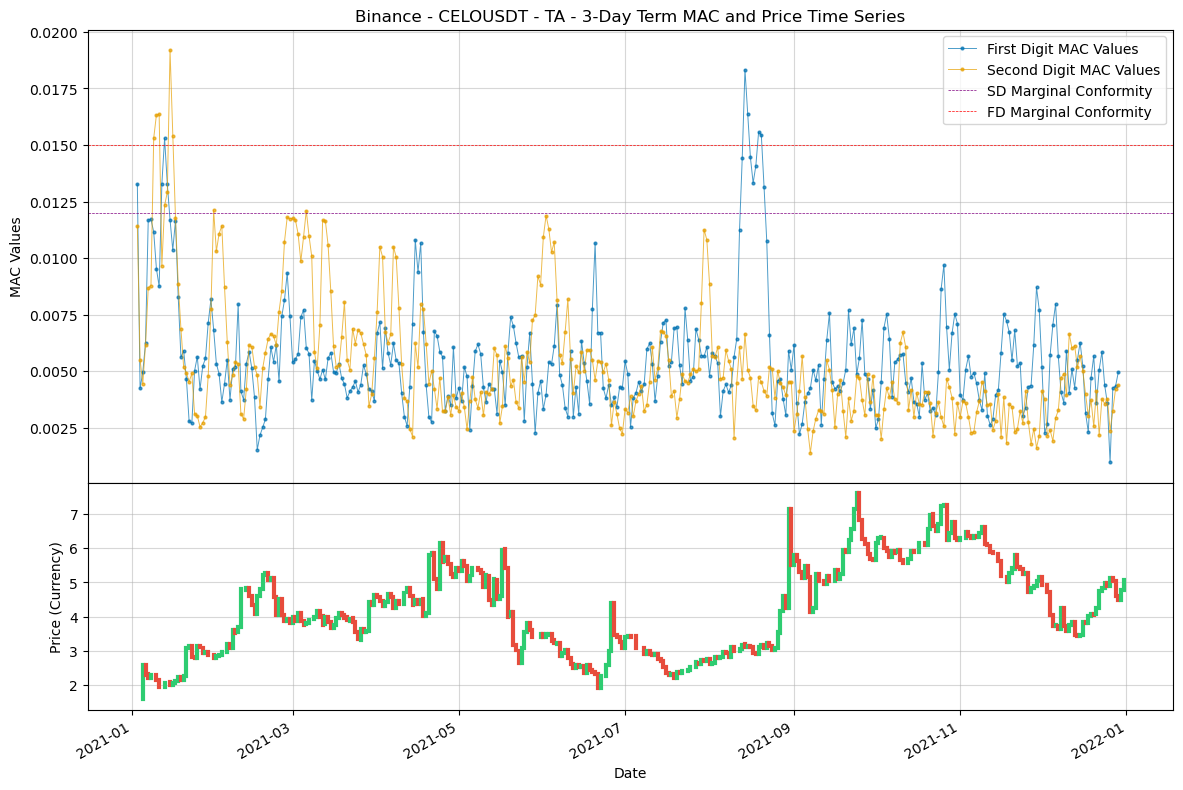 Binance - CELOUSDT - TA - 3-Day Term MAC and Price Time Series
First Digit MAC Values
Second Digit MAC Values
SD Marginal Conformity
FD Marginal Conformity
MAC Values
0.0200
0.0175
0.0150
0.0125
0.0100
0.0075
0.0050
0.0025
Price (Currency)
7
6
5
4
3
2
2021-01
2021-03
2021-05
2021-07
2021-09
2021-11
2022-01
Date